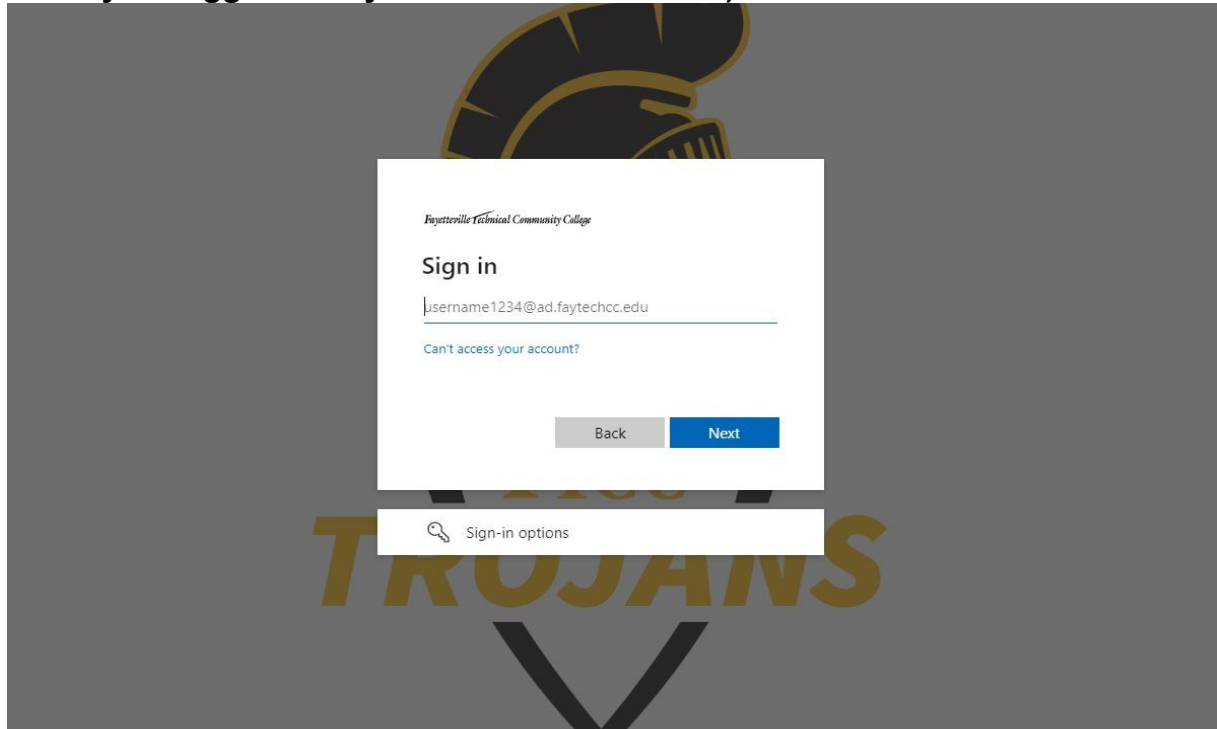 Fayetteville Technical Community College
Sign in
username1234@ad.faytechcc.edu
Can't access your account?
Back
Next
Sign-in options
TROJANS